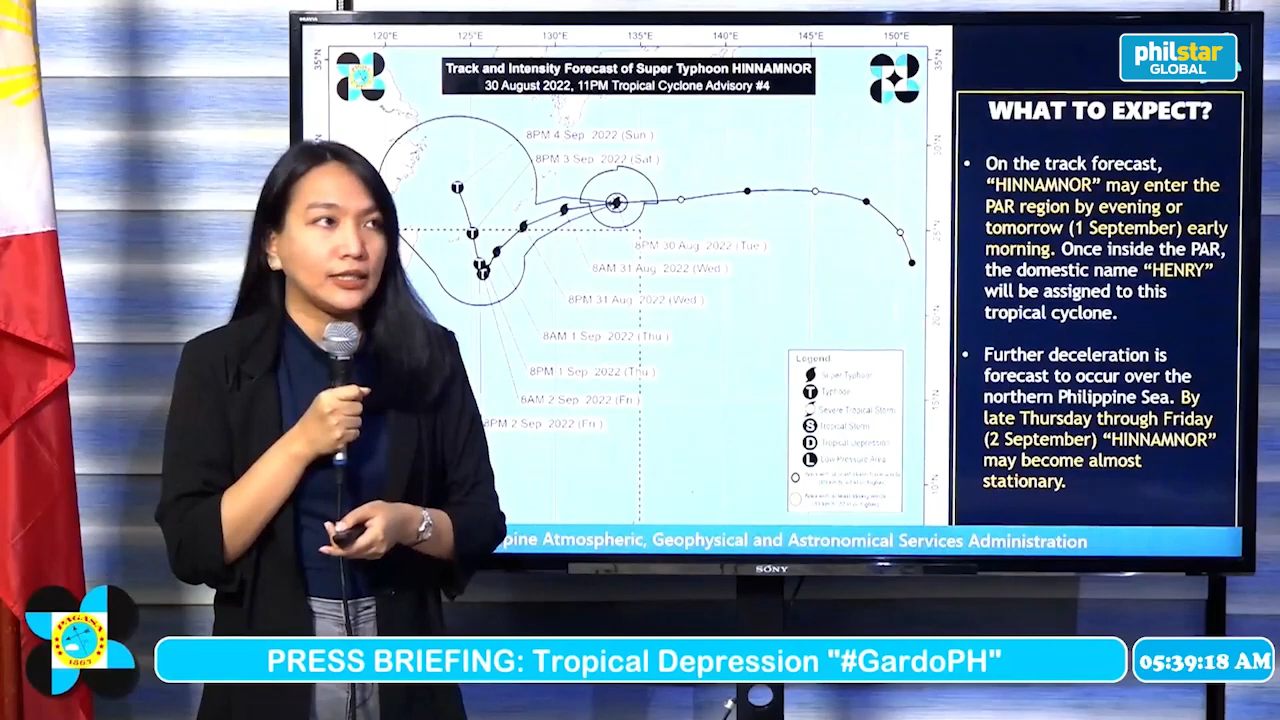 BRAVIA
philstar
GLOBAL
120°E 125°E 130°E 135°E 140°E 145°E 150°E
35°N 35°N
Track and Intensity Forecast of Super Typhoon HINNAMNOR
30 August 2022, 11PM Tropical Cyclone Advisory #4
8PM 4 Sep. 2022 (Sun.)
8PM 3 Sep. 2022 (Sat.)
30°N
25°N
8PM 30 Aug. 2022 (Tue.)
8AM 31 Aug. 2022 (Wed.)
8PM 31 Aug. 2022 (Wed.)
20°N
8AM 1 Sep. 2022 (Thu.)
8PM 1 Sep. 2022 (Thu.)
8AM 2 Sep. 2022 (Fri.)
15°N
8PM 2 Sep. 2022 (Fri.)
10°N
T
T
T
T
Legend
Super Typhoon
T Typhoon
Severe Tropical Storm
S Tropical Storm
D Tropical Depression
L Low Pressure Area
WHAT TO EXPECT?
• On the track forecast,
“HINNAMNOR” may enter the
PAR region by evening or
tomorrow (1 September) early
morning. Once inside the PAR,
the domestic name “HENRY”
will be assigned to this
tropical cyclone.
• Further deceleration is
forecast to occur over the
northern Philippine Sea. By
late Thursday through Friday
(2 September) “HINNAMNOR”
may become almost
stationary.
pine Atmospheric, Geophysical and Astronomical Services Administration
SONY
PAGASA
1865
PRESS BRIEFING: Tropical Depression "#GardoPH"
05:39:18 AM